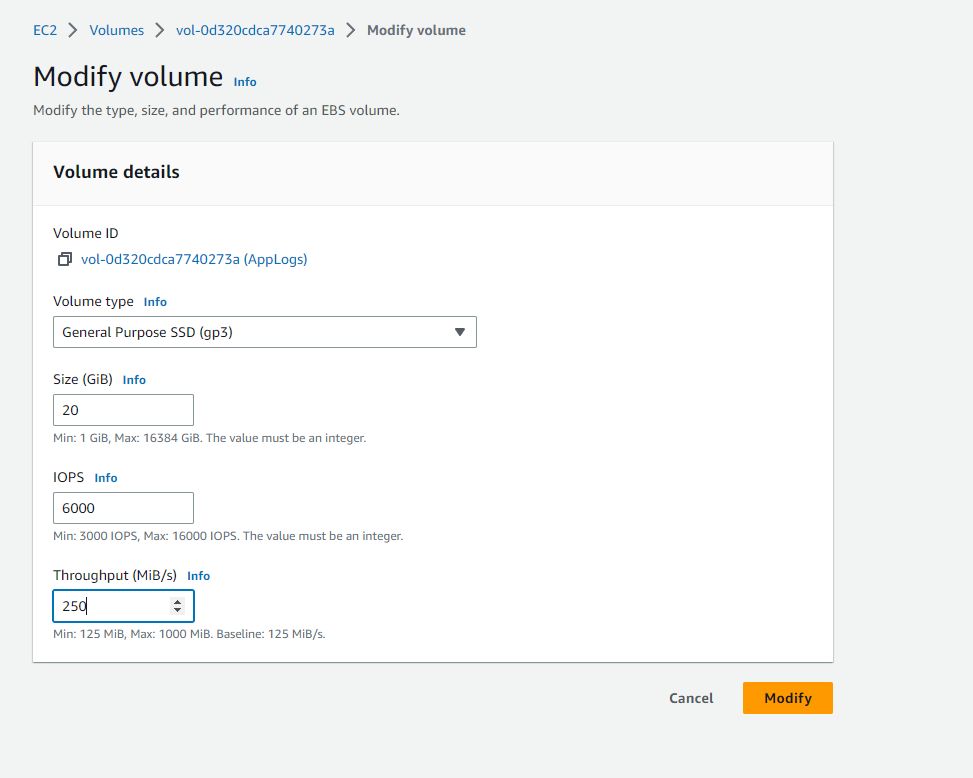 EC2 > Volumes > vol-0d320cdca7740273a > Modify volume
Modify volume Info
Modify the type, size, and performance of an EBS volume.
Volume details
Volume ID
vol-0d320cdca7740273a (AppLogs)
Volume type Info
General Purpose SSD (gp3)
Size (GiB) Info
20
Min: 1 GiB, Max: 16384 GiB. The value must be an integer.
IOPS Info
6000
Min: 3000 IOPS, Max: 16000 IOPS. The value must be an integer.
Throughput (MiB/s) Info
250
Min: 125 MiB, Max: 1000 MiB. Baseline: 125 MiB/s.
Cancel Modify